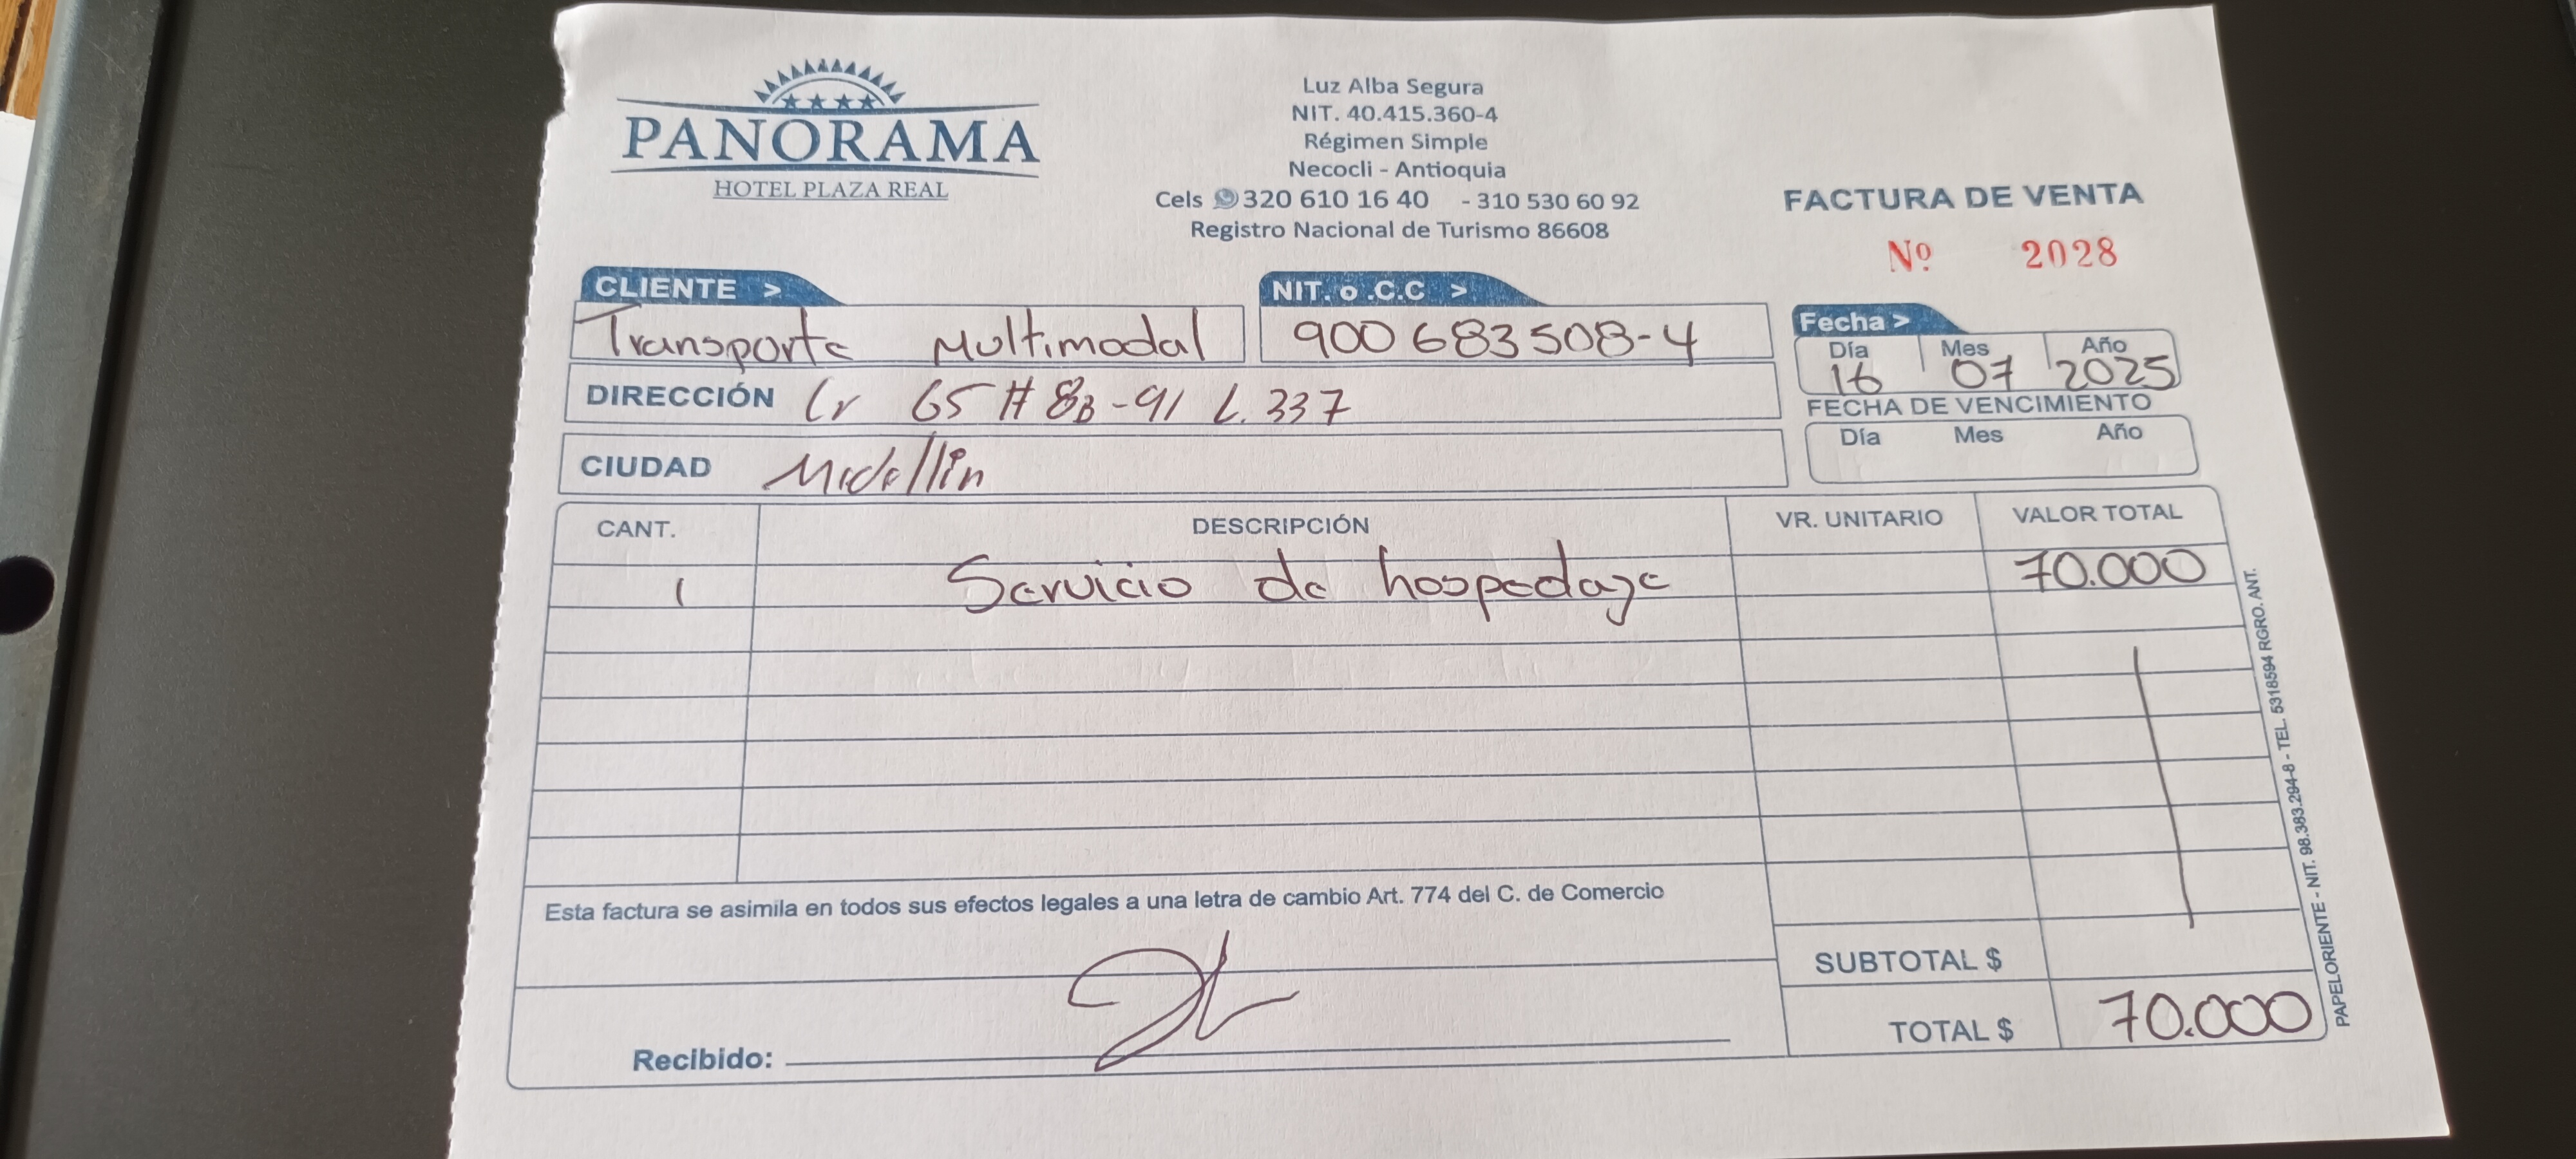 PANORAMA
HOTEL PLAZA REAL
Luz Alba Segura
NIT. 40.415.360-4
Régimen Simple
Necocli - Antioquia
Cels 320 610 16 40 - 310 530 60 92
Registro Nacional de Turismo 86608
FACTURA DE VENTA
Nº 2028
CLIENTE >
Transporte Multimodal
NIT. o .C.C >
900683508-4
Fecha >
Día Mes Año
16 07 2025
DIRECCIÓN Cr 65 # 8B-91 L. 337
FECHA DE VENCIMIENTO
Día Mes Año
CIUDAD Medellin
CANT. DESCRIPCIÓN VR. UNITARIO VALOR TOTAL
1 Servicio de hospedaje 70.000
Esta factura se asimila en todos sus efectos legales a una letra de cambio Art. 774 del C. de Comercio
SUBTOTAL $
TOTAL $ 70.000
Recibido:
PAPELORIENTE - NIT. 98.383.294-8 - TEL. 5318594 RGRO. ANT.